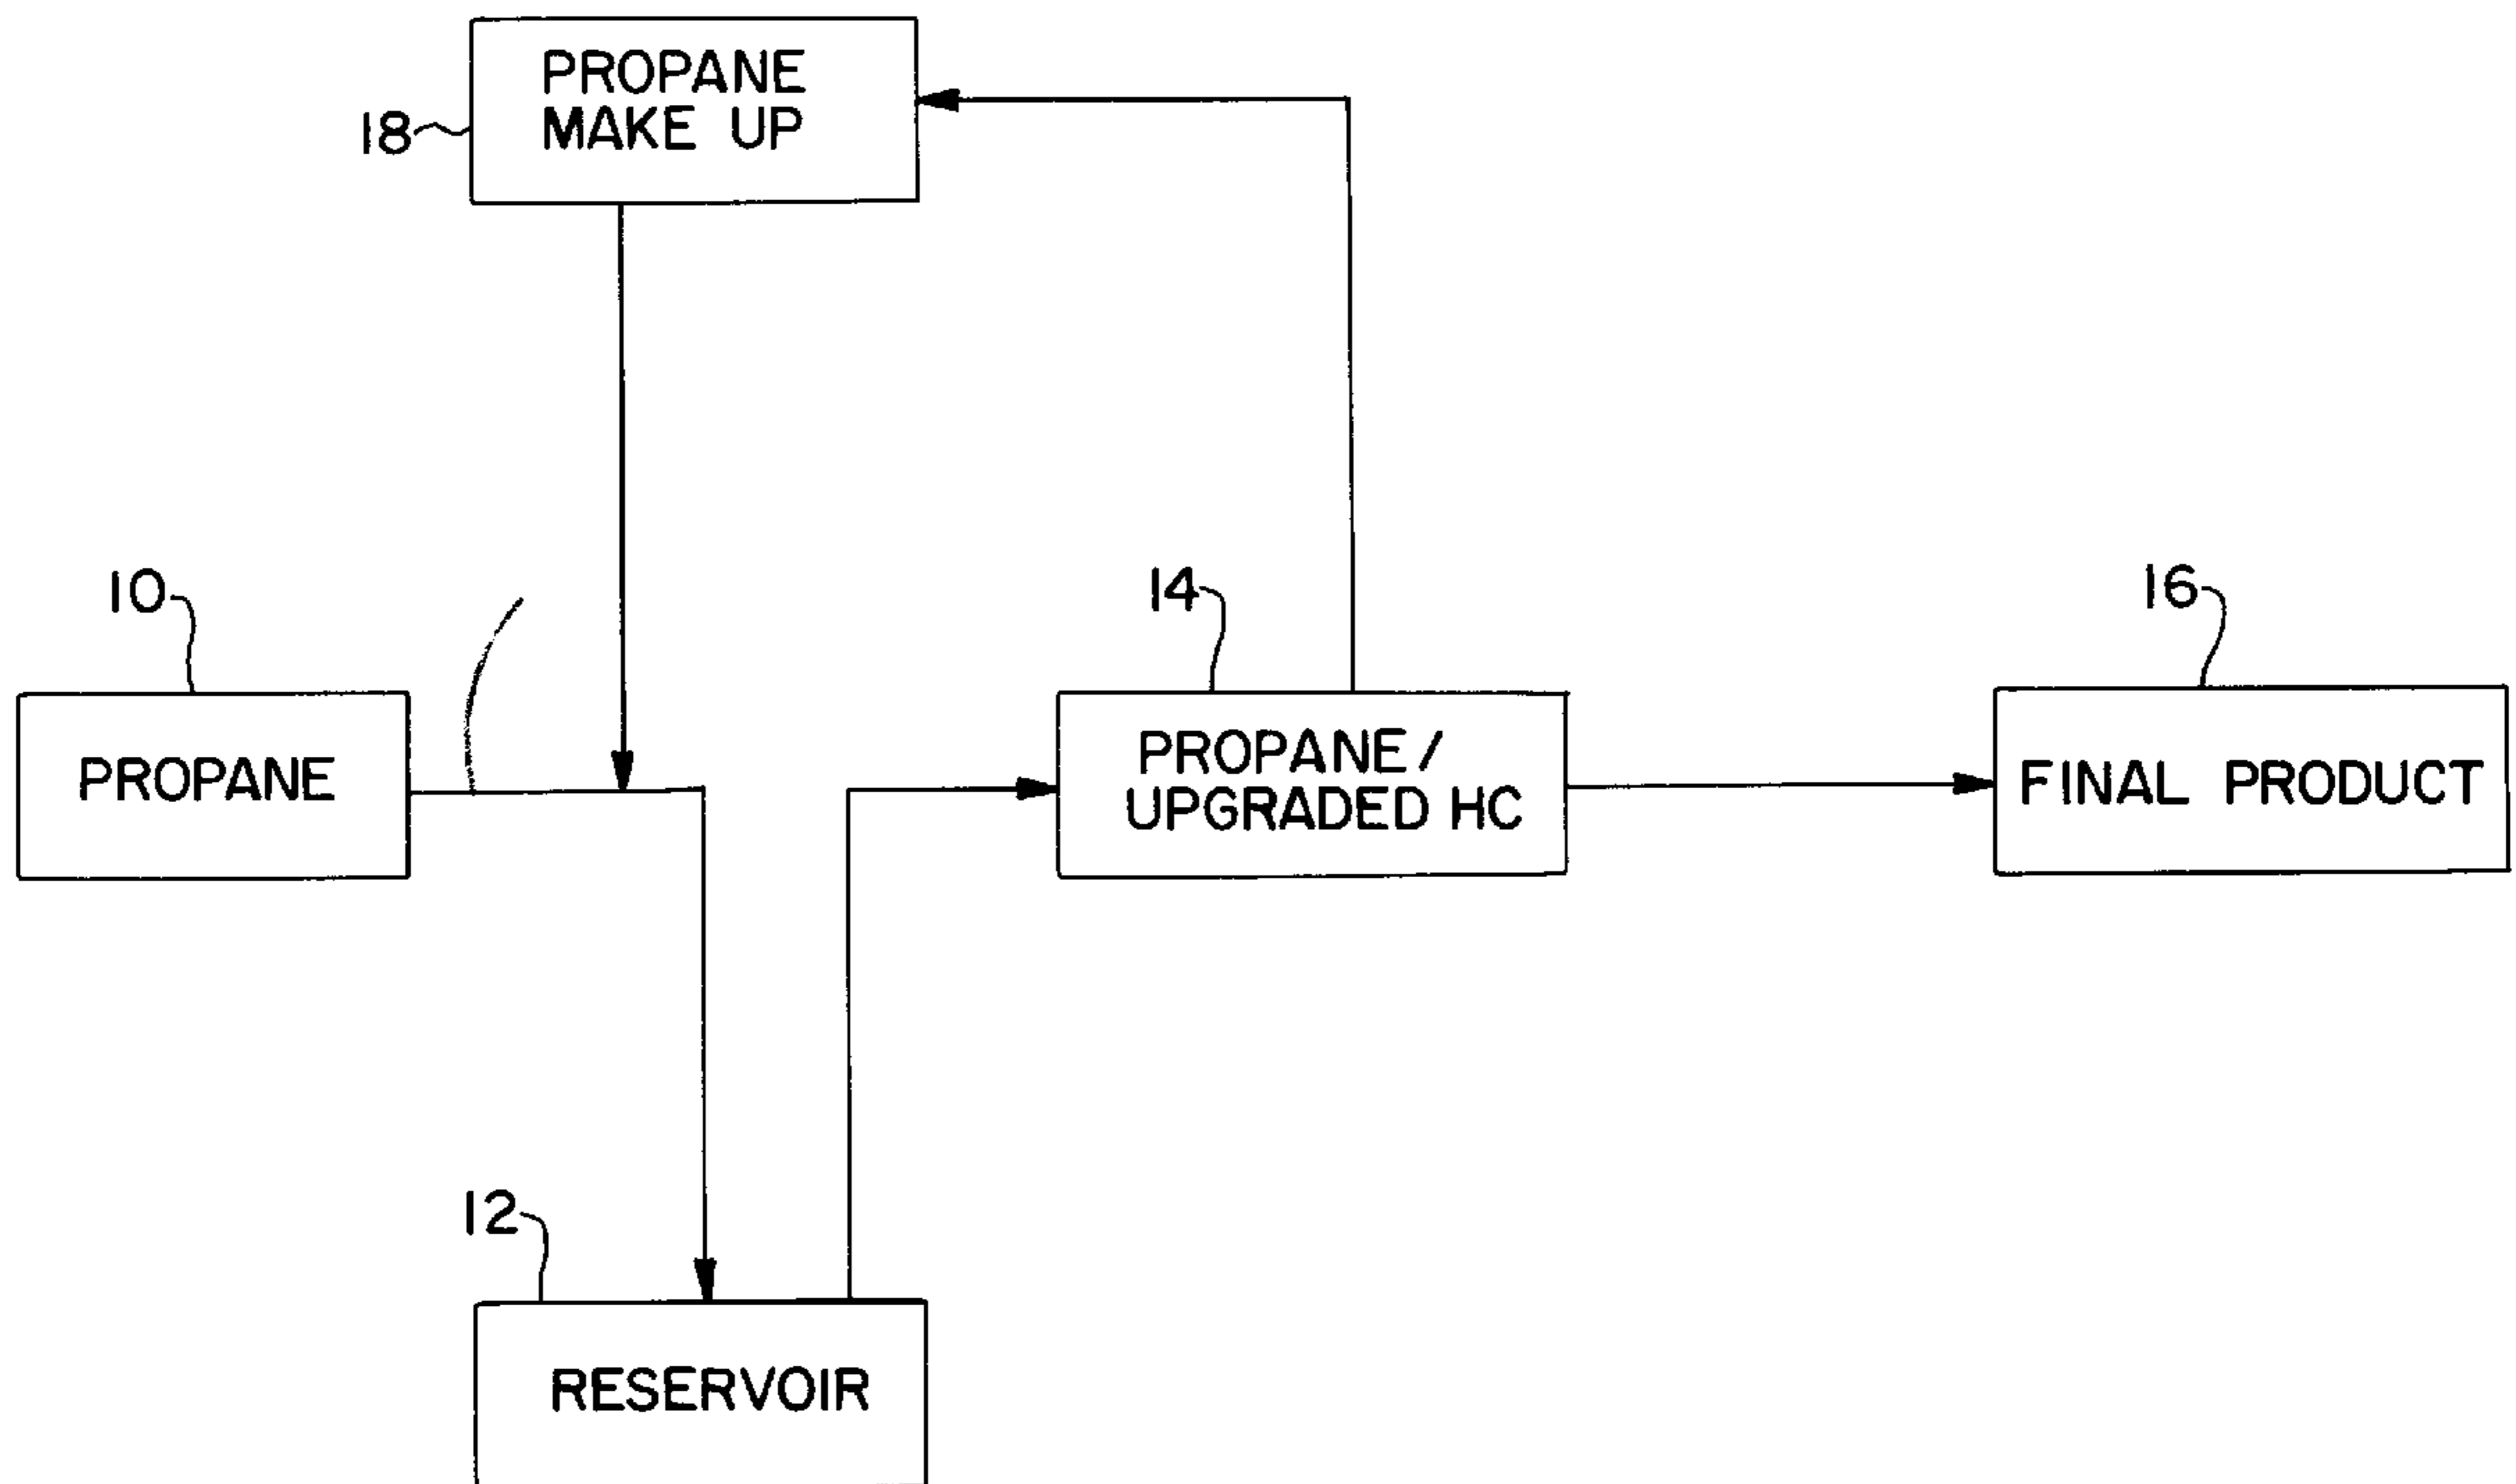 PROPANE
MAKE UP
18
10
14
16
PROPANE
PROPANE/
UPGRADED HC
FINAL PRODUCT
12
RESERVOIR